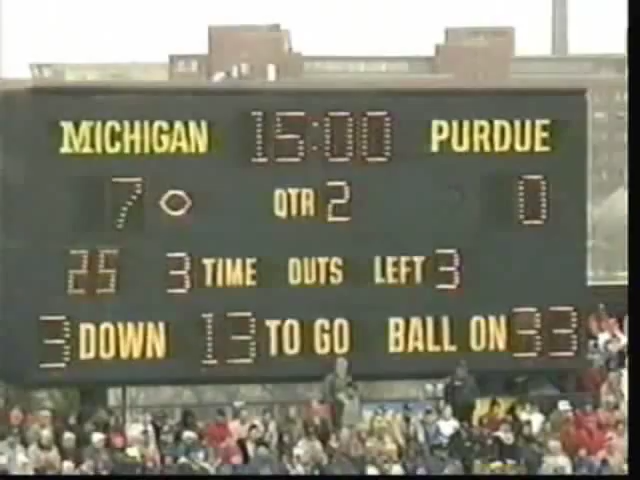 MICHIGAN 15:00 PURDUE
7 QTR 2 0
25 3 TIME OUTS LEFT 3
3 DOWN 13 TO GO BALL ON 33